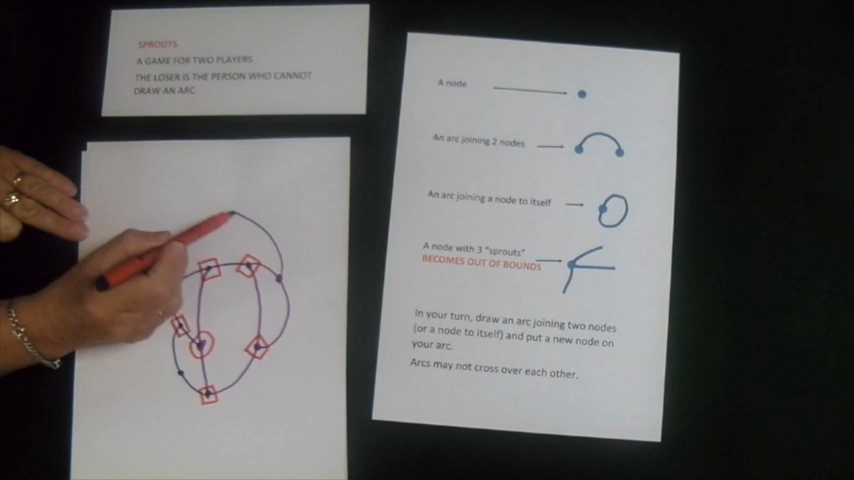 SPROUTS
A GAME FOR TWO PLAYERS
THE LOSER IS THE PERSON WHO CANNOT
DRAW AN ARC
A node
An arc joining 2 nodes
An arc joining a node to itself
A node with 3 "sprouts"
BECOMES OUT OF BOUNDS
In your turn, draw an arc joining two nodes
(or a node to itself) and put a new node on
your arc.
Arcs may not cross over each other.